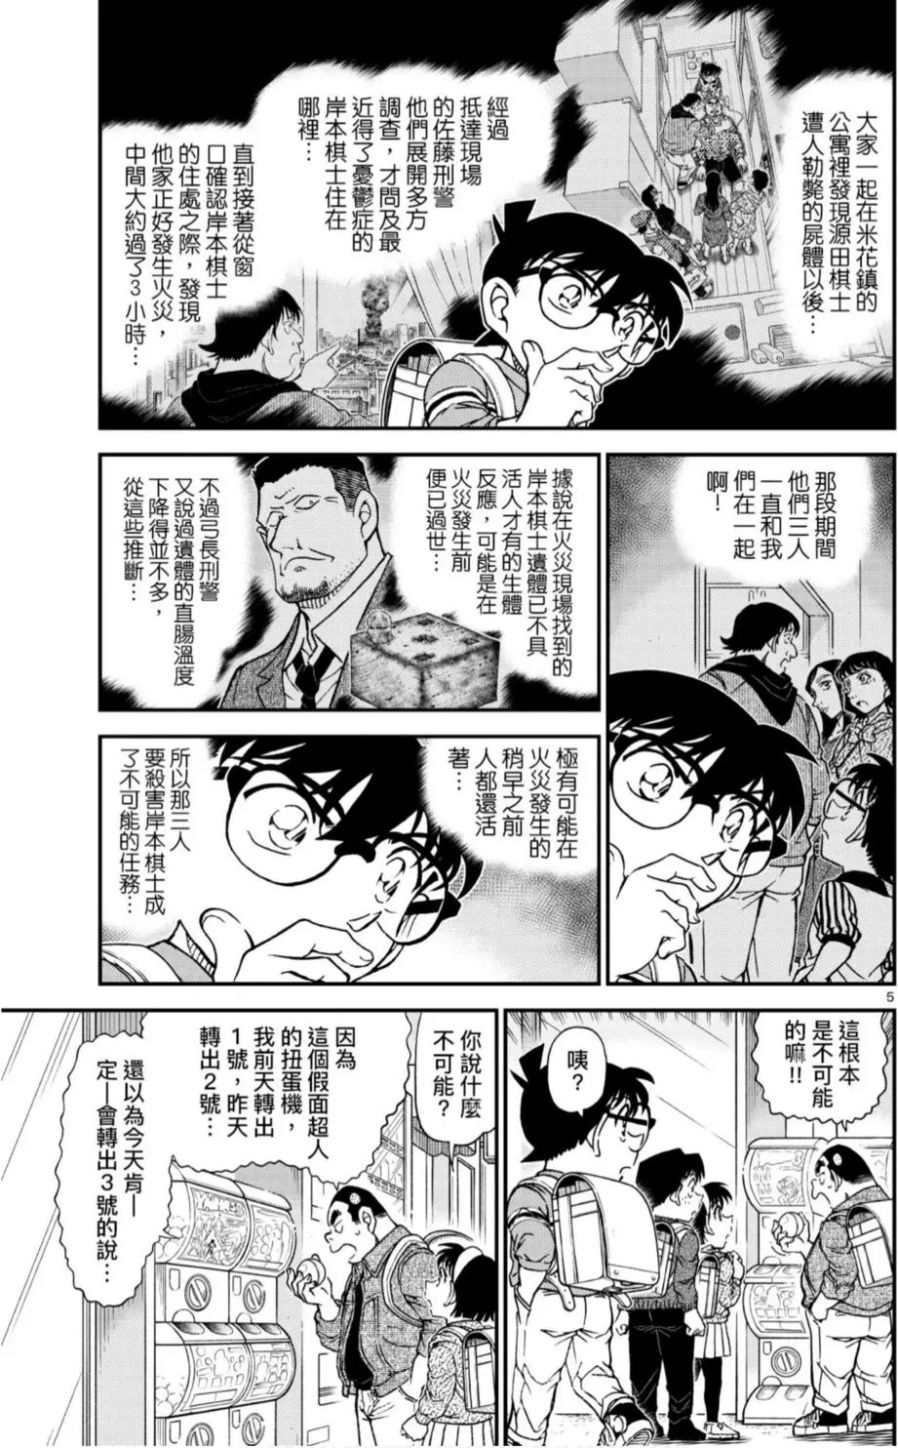 大家一起在米花鎮的
公寓裡發現源田棋士
遭人勒斃的屍體以後…
經過
抵達現場
的佐藤刑警
他們展開多方
調查，才問及最
近得了憂鬱症的
岸本棋士住在
哪裡…
直到接著從窗
口確認岸本棋士
的住處之際，發現
他家正好發生火災，
中間大約過了3小時…
那段期間
他們三人
一直和我
們在一起
啊！
據說在火災現場找到的
岸本棋士遺體已不具
活人才有的生體
反應，可能是在
火災發生前
便已過世…
不過弓長刑警
又說過遺體的直腸溫度
下降得並不多，
從這些推斷…
極有可能在
火災發生的
稍早之前
人都還活
著…
所以那三人
要殺害岸本棋士成
了不可能的任務…
5
這根本
是不可能
的嘛!!
咦？
你說什麼
不可能？
因為
這個假面超人
的扭蛋機，
我前天轉出
1號，昨天
轉出2號…
還以為今天肯—
定—會轉出3號的說…